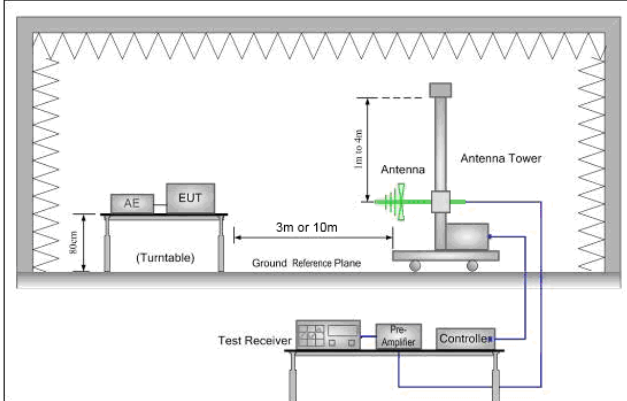 1m to 4m
Antenna
Antenna Tower
AE
EUT
80cm
3m or 10m
(Turntable)
Ground Reference Plane
Test Receiver
Pre-
Amplifier
Controller